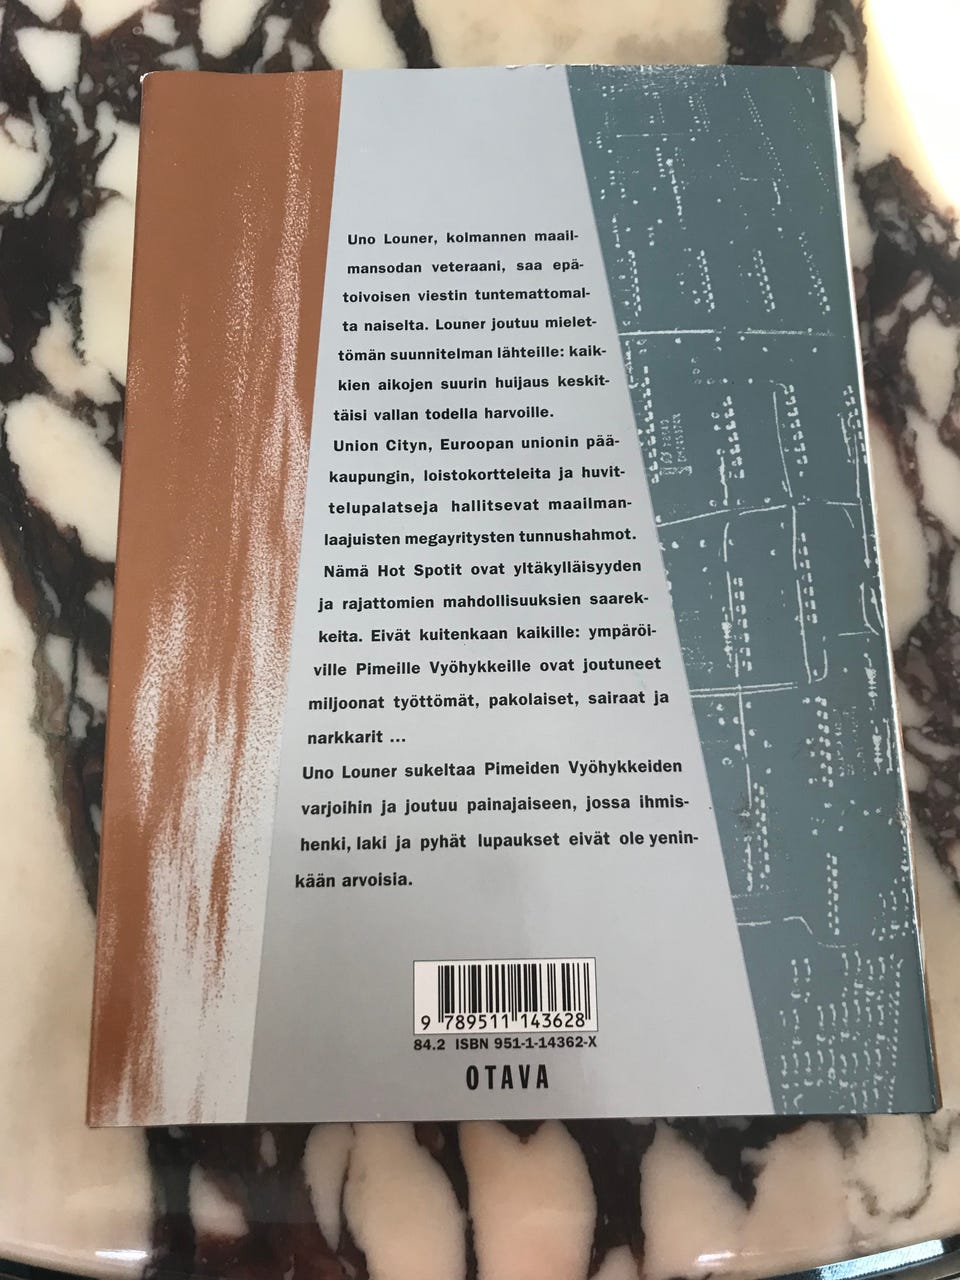 Uno Louner, kolmannen maail-
mansodan veteraani, saa epä-
toivoisen viestin tuntemattomal-
ta naiselta. Louner joutuu mielet-
tömän suunnitelman lähteille: kaik-
kien aikojen suurin huijaus keskit-
täisi vallan todella harvoille.
Union Cityn, Euroopan unionin pää-
kaupungin, loistokortteleita ja huvit-
telupalatseja hallitsevat maailman-
laajuisten megayritysten tunnushahmot.
Nämä Hot Spotit ovat yltäkylläisyyden
ja rajattomien mahdollisuuksien saarek-
keita. Eivät kuitenkaan kaikille: ympäröi-
ville Pimeille Vyöhykkeille ovat joutuneet
miljoonat työttömät, pakolaiset, sairaat ja
narkkarit ...
Uno Louner sukeltaa Pimeiden Vyöhykkeiden
varjoihin ja joutuu painajaiseen, jossa ihmis-
henki, laki ja pyhät lupaukset eivät ole yenin-
kään arvoisia.
9 789511 143628
84.2 ISBN 951-1-14362-X
OTAVA